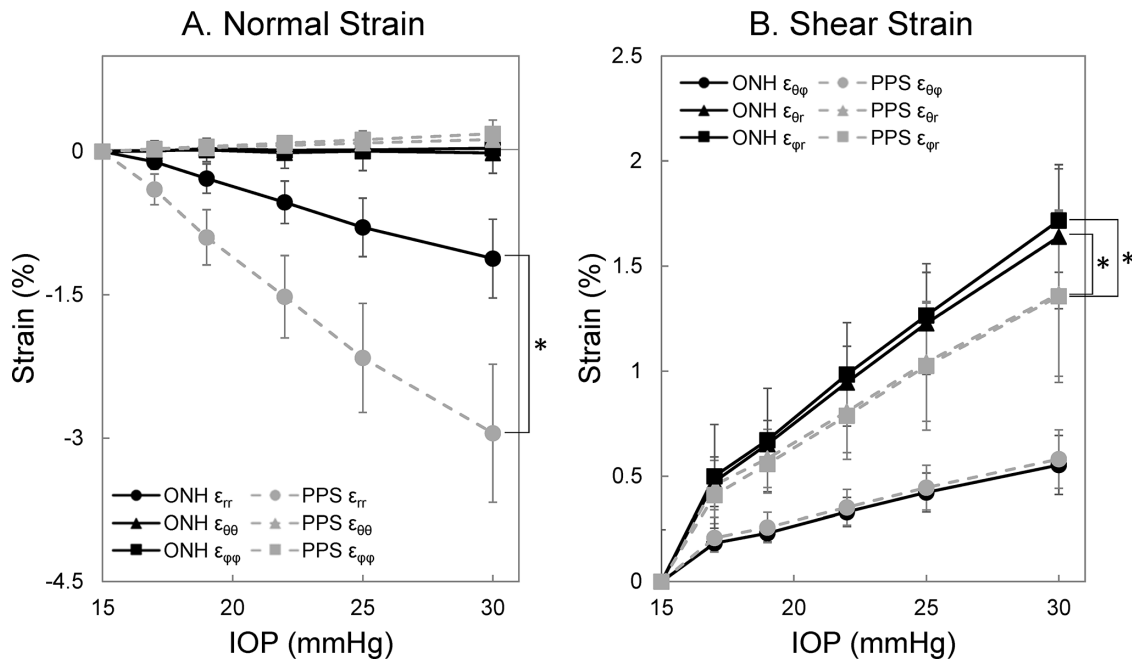 A. Normal Strain
0
-1.5
-3
-4.5
Strain (%)
15
20
25
30
IOP (mmHg)
ONH εrr
PPS εrr
ONH εθθ
PPS εθθ
ONH εφφ
PPS εφφ
*
B. Shear Strain
2.5
2
1.5
1
0.5
0
Strain (%)
15
20
25
30
IOP (mmHg)
ONH εθφ
PPS εθφ
ONH εθr
PPS εθr
ONH εφr
PPS εφr
* *